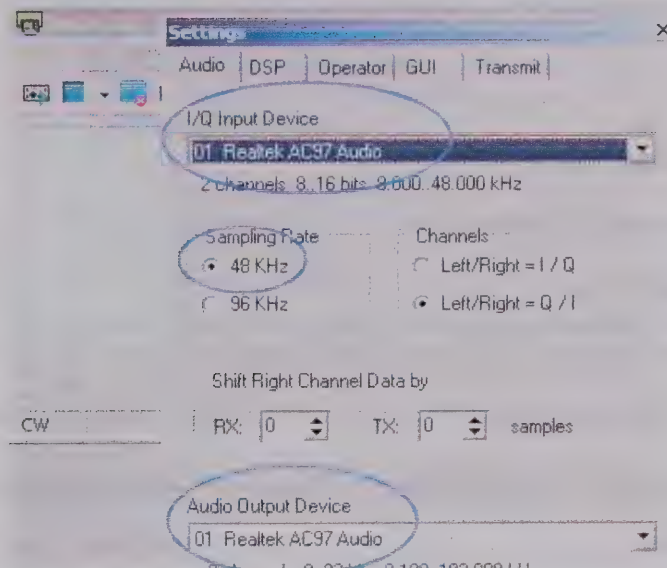 Settings
Audio DSP Operator GUI Transmit
I/Q Input Device
01 Realtek AC97 Audio
2 channels 8..16 bits 8.000..48.000 kHz
Sampling Rate
48 KHz
96 KHz
Channels
Left/Right = I / Q
Left/Right = Q / I
Shift Right Channel Data by
RX: 0 TX: 0 samples
CW
Audio Output Device
01 Realtek AC97 Audio